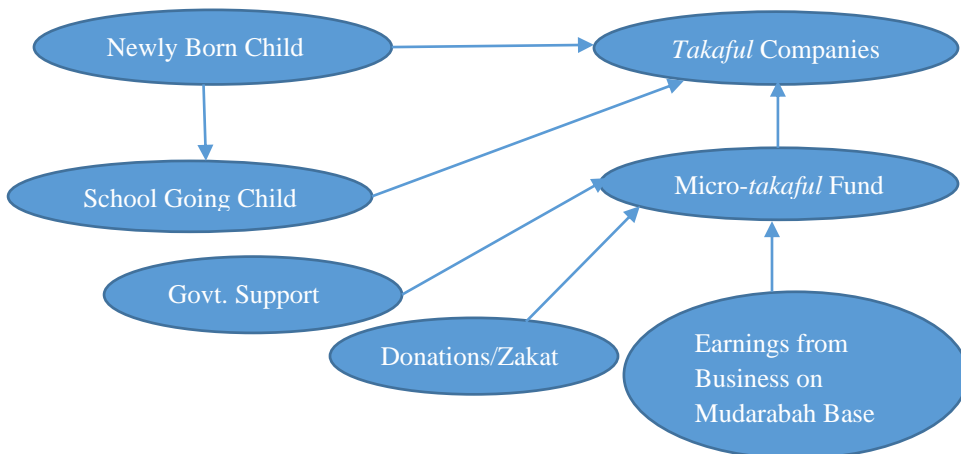 Newly Born Child
Takaful Companies
School Going Child
Micro-takaful Fund
Govt. Support
Donations/Zakat
Earnings from
Business on
Mudarabah Base